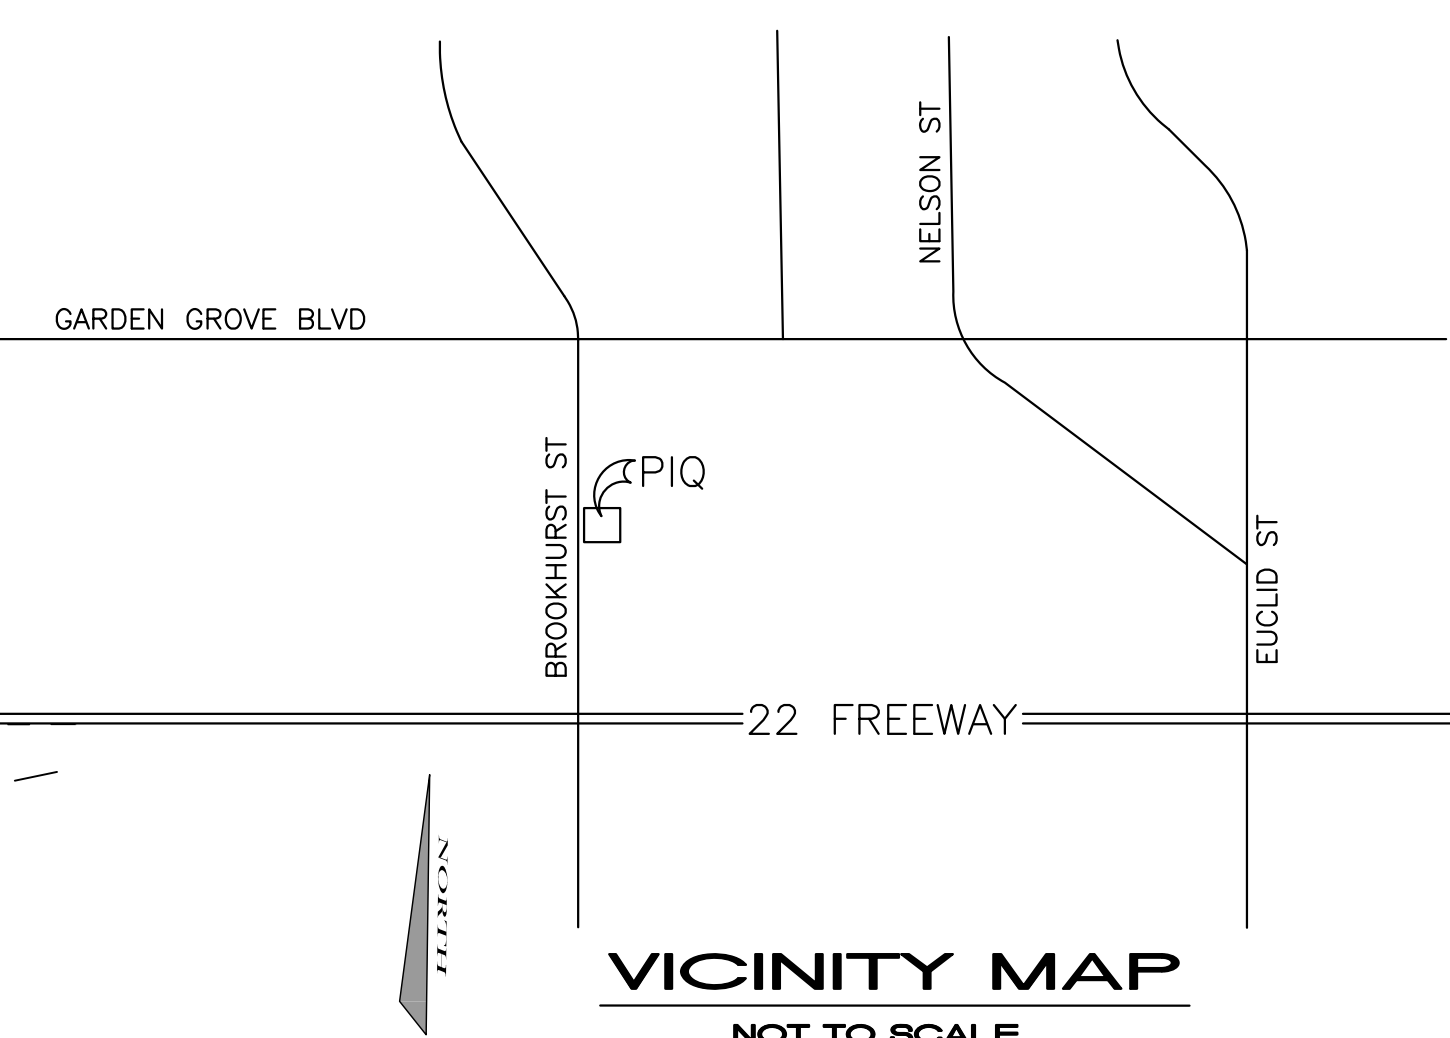 NELSON ST
GARDEN GROVE BLVD
BROOKHURST ST
PIQ
EUCLID ST
22 FREEWAY
NORTH
VICINITY MAP
NOT TO SCALE